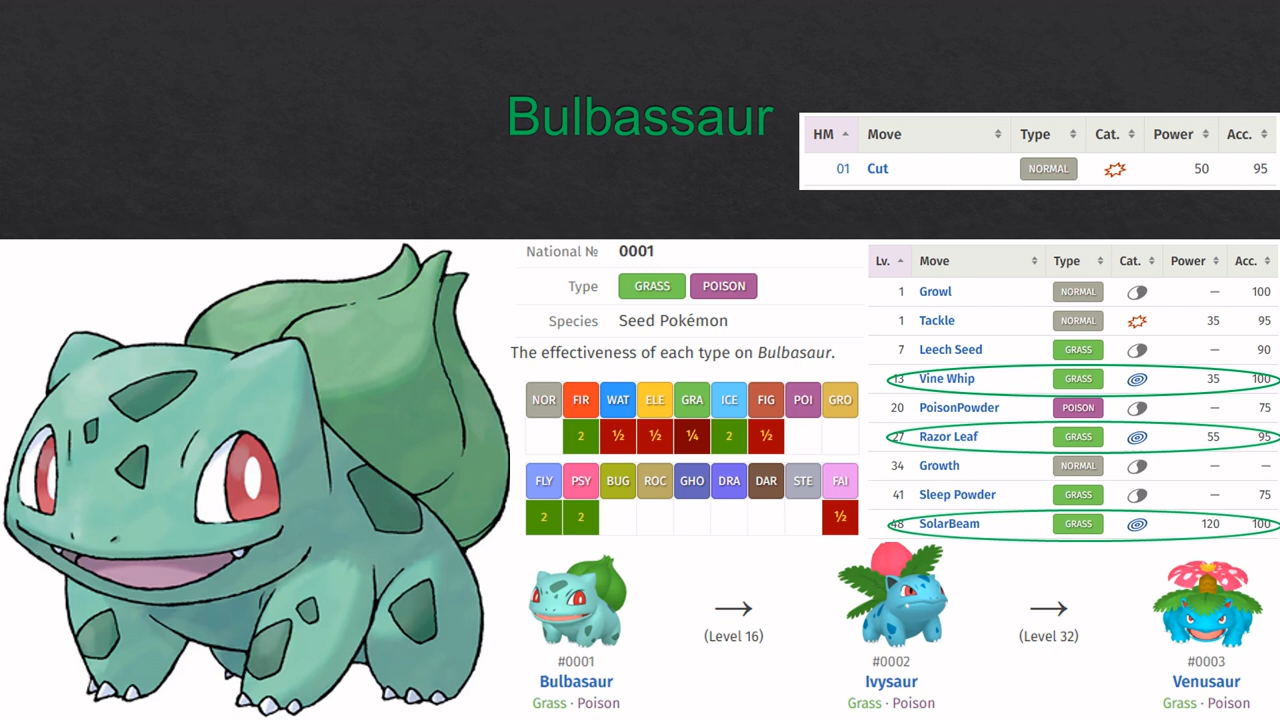 Bulbassaur
HM Move Type Cat. Power Acc.
01 Cut NORMAL 50 95
National № 0001
Type GRASS POISON
Species Seed Pokémon
The effectiveness of each type on Bulbasaur.
NOR FIR WAT ELE GRA ICE FIG POI GRO
2 ½ ½ ¼ 2 ½
FLY PSY BUG ROC GHO DRA DAR STE FAI
2 2 ½
Lv. Move Type Cat. Power Acc.
1 Growl NORMAL — 100
1 Tackle NORMAL 35 95
7 Leech Seed GRASS — 90
13 Vine Whip GRASS 35 100
20 PoisonPowder POISON — 75
27 Razor Leaf GRASS 55 95
34 Growth NORMAL — —
41 Sleep Powder GRASS — 75
48 SolarBeam GRASS 120 100
(Level 16) (Level 32)
#0001 #0002 #0003
Bulbasaur Ivysaur Venusaur
Grass · Poison Grass · Poison Grass · Poison